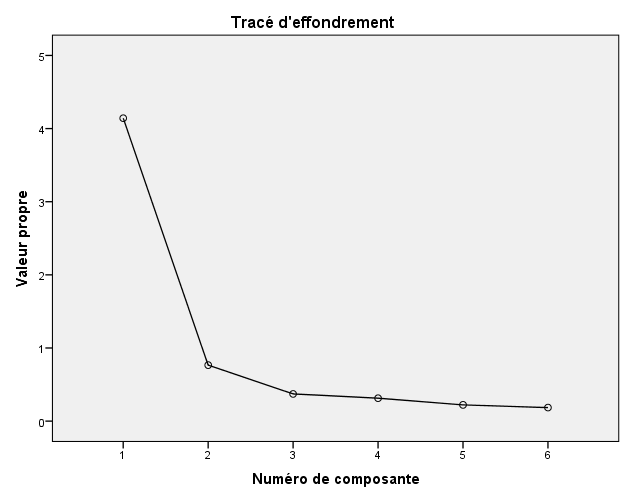 Tracé d'effondrement
5
4
3
2
1
0
Valeur propre
1 2 3 4 5 6
Numéro de composante